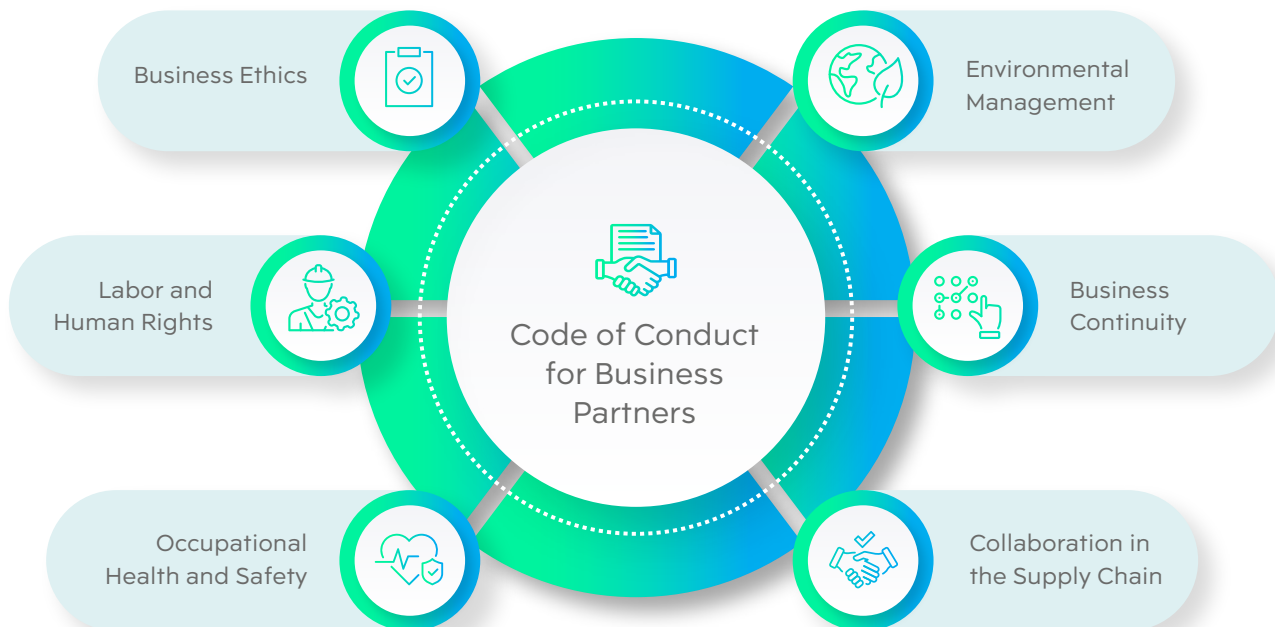 Business Ethics
Environmental
Management
Labor and
Human Rights
Code of Conduct
for Business
Partners
Business
Continuity
Occupational
Health and Safety
Collaboration in
the Supply Chain